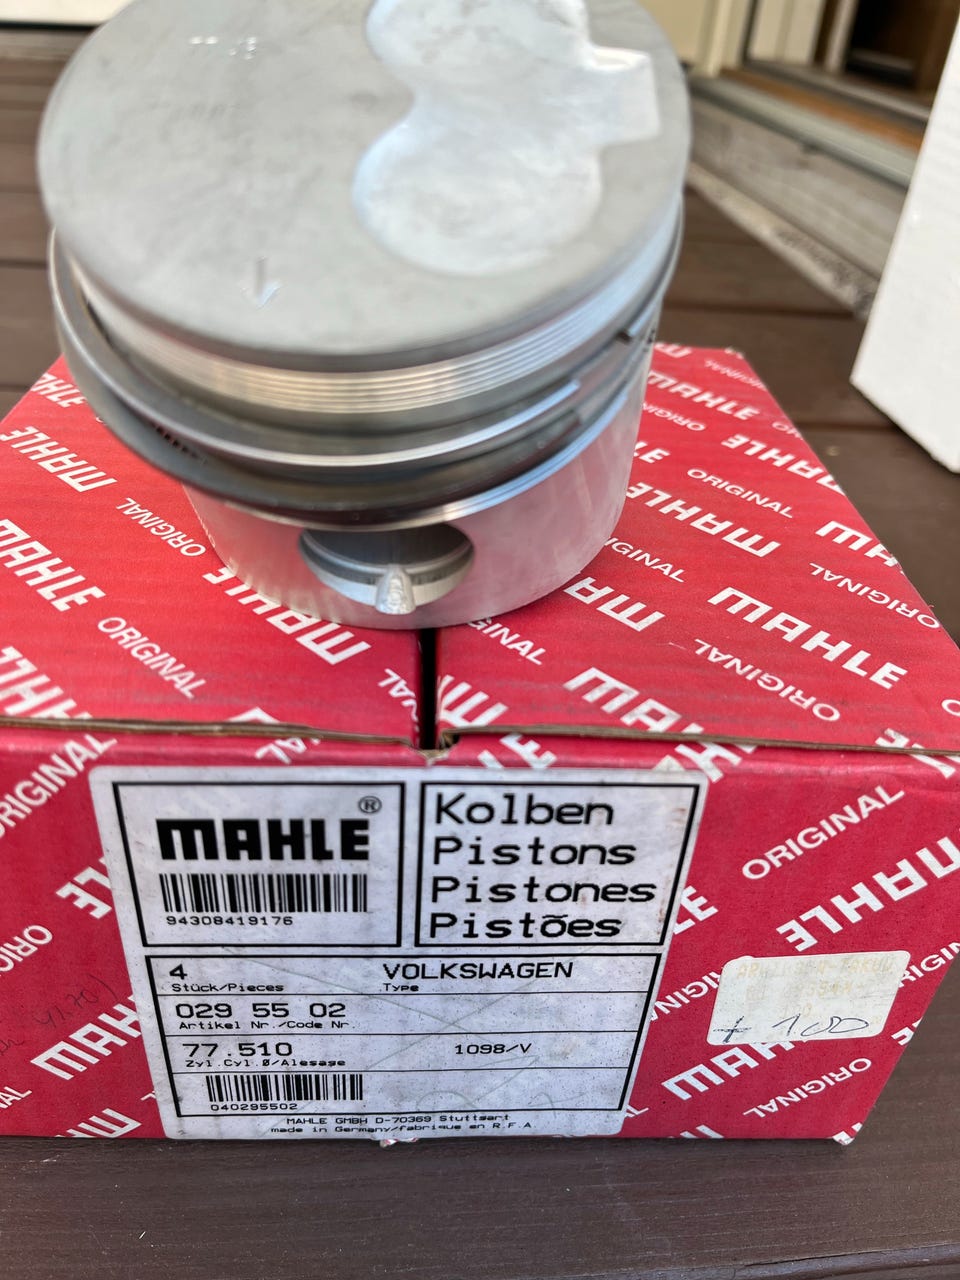 MAHLE ORIGINAL
MAHLE ®
94308419176
Kolben
Pistons
Pistones
Pistões
4
Stück/Pieces
VOLKSWAGEN
Type
029 55 02
Artikel Nr./Code Nr.
77.510
Zyl.Cyl.Ø/Alesage
1098/V
040295502
MAHLE GMBH D-70369 Stuttgart
made in Germany/fabrique en R.F.A.
100